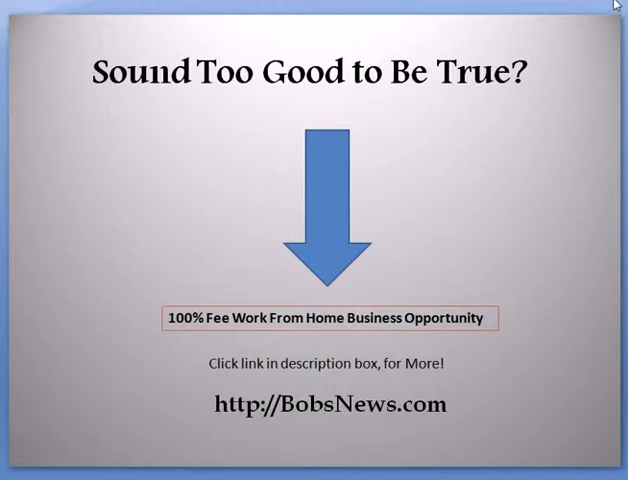 Sound Too Good to Be True?
100% Fee Work From Home Business Opportunity
Click link in description box, for More!
http://BobsNews.com